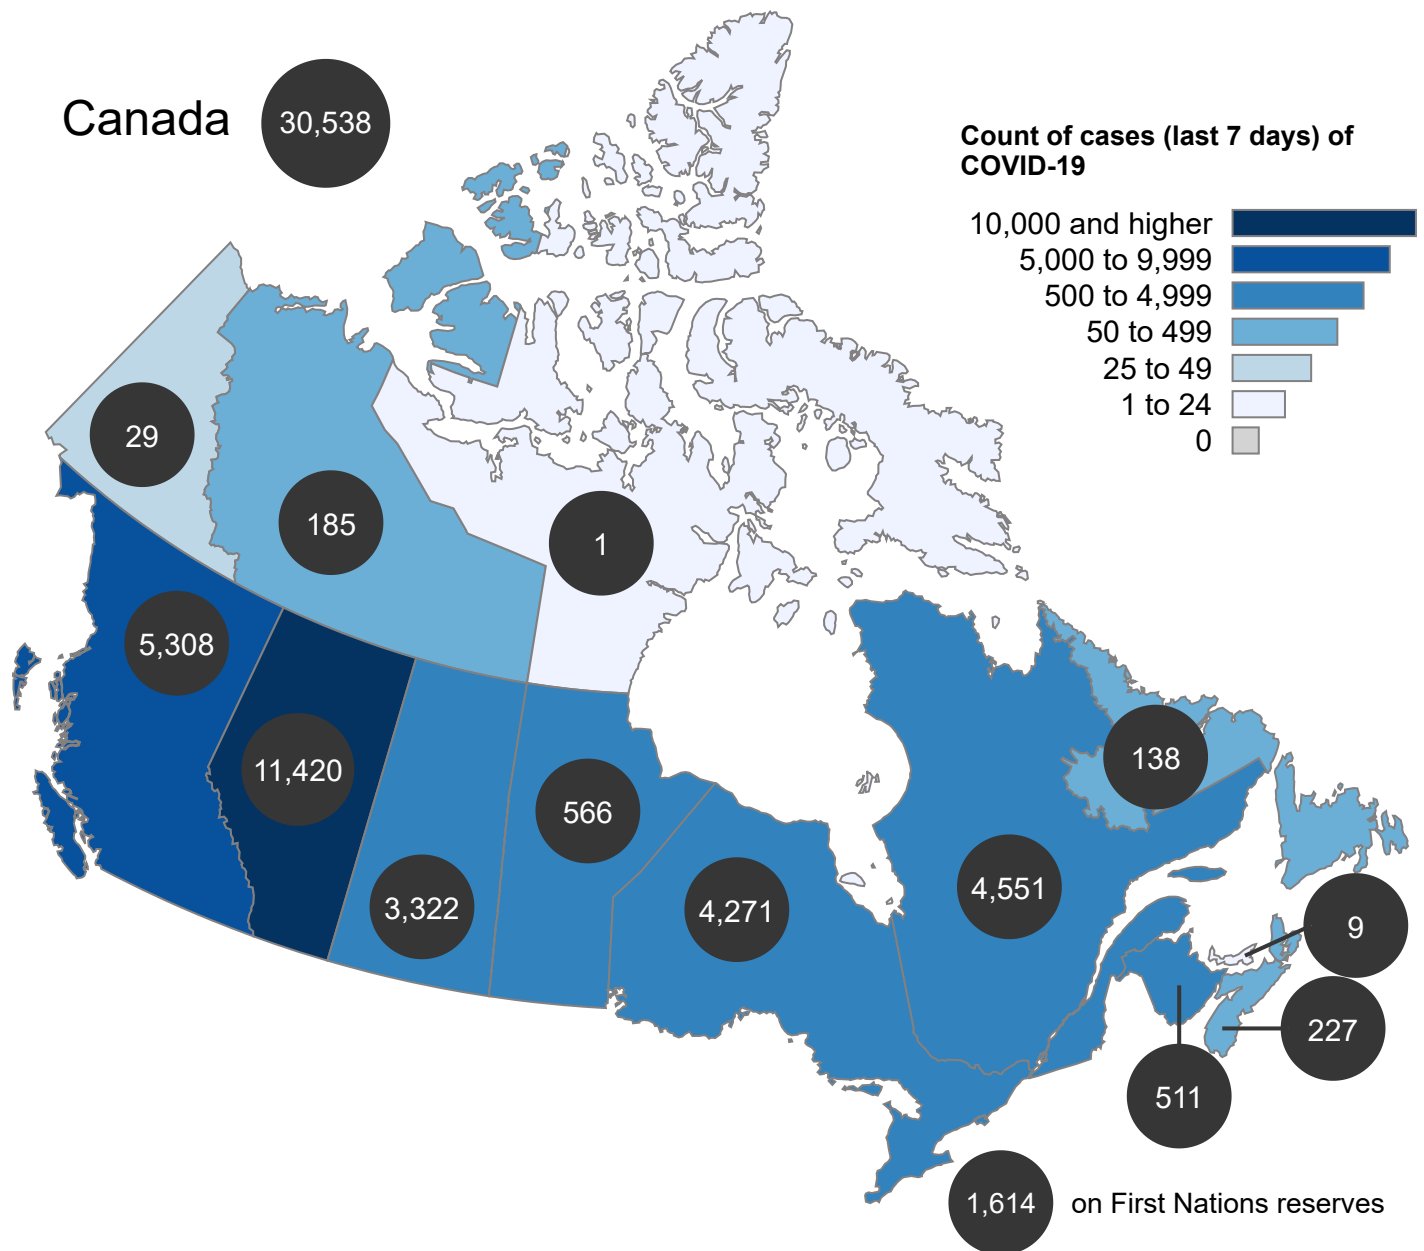 Canada
30,538
Count of cases (last 7 days) of
COVID-19
10,000 and higher
5,000 to 9,999
500 to 4,999
50 to 499
25 to 49
1 to 24
0
29
185
1
5,308
11,420
3,322
566
4,271
4,551
138
9
227
511
1,614 on First Nations reserves